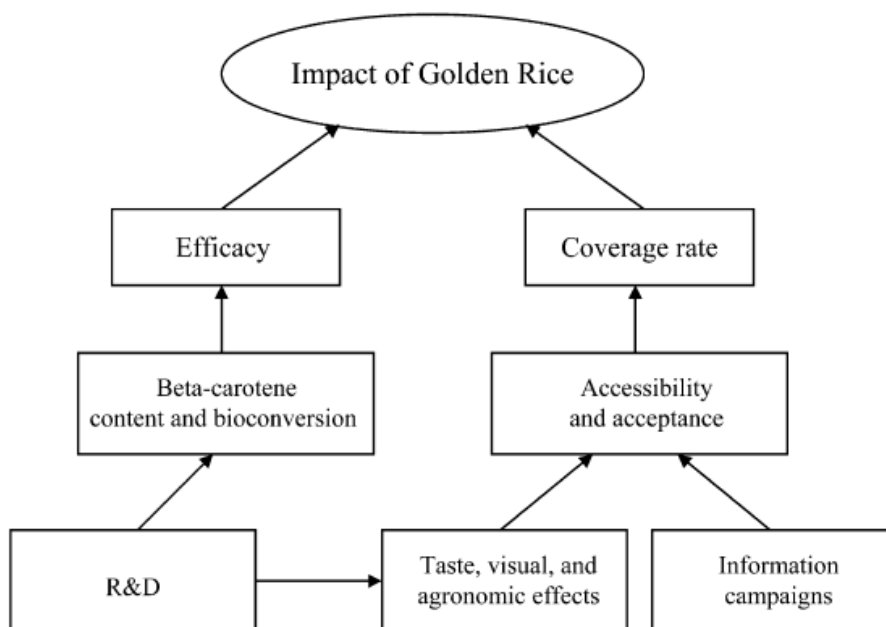 Impact of Golden Rice
Efficacy
Coverage rate
Beta-carotene
content and bioconversion
Accessibility
and acceptance
R&D
Taste, visual, and
agronomic effects
Information
campaigns